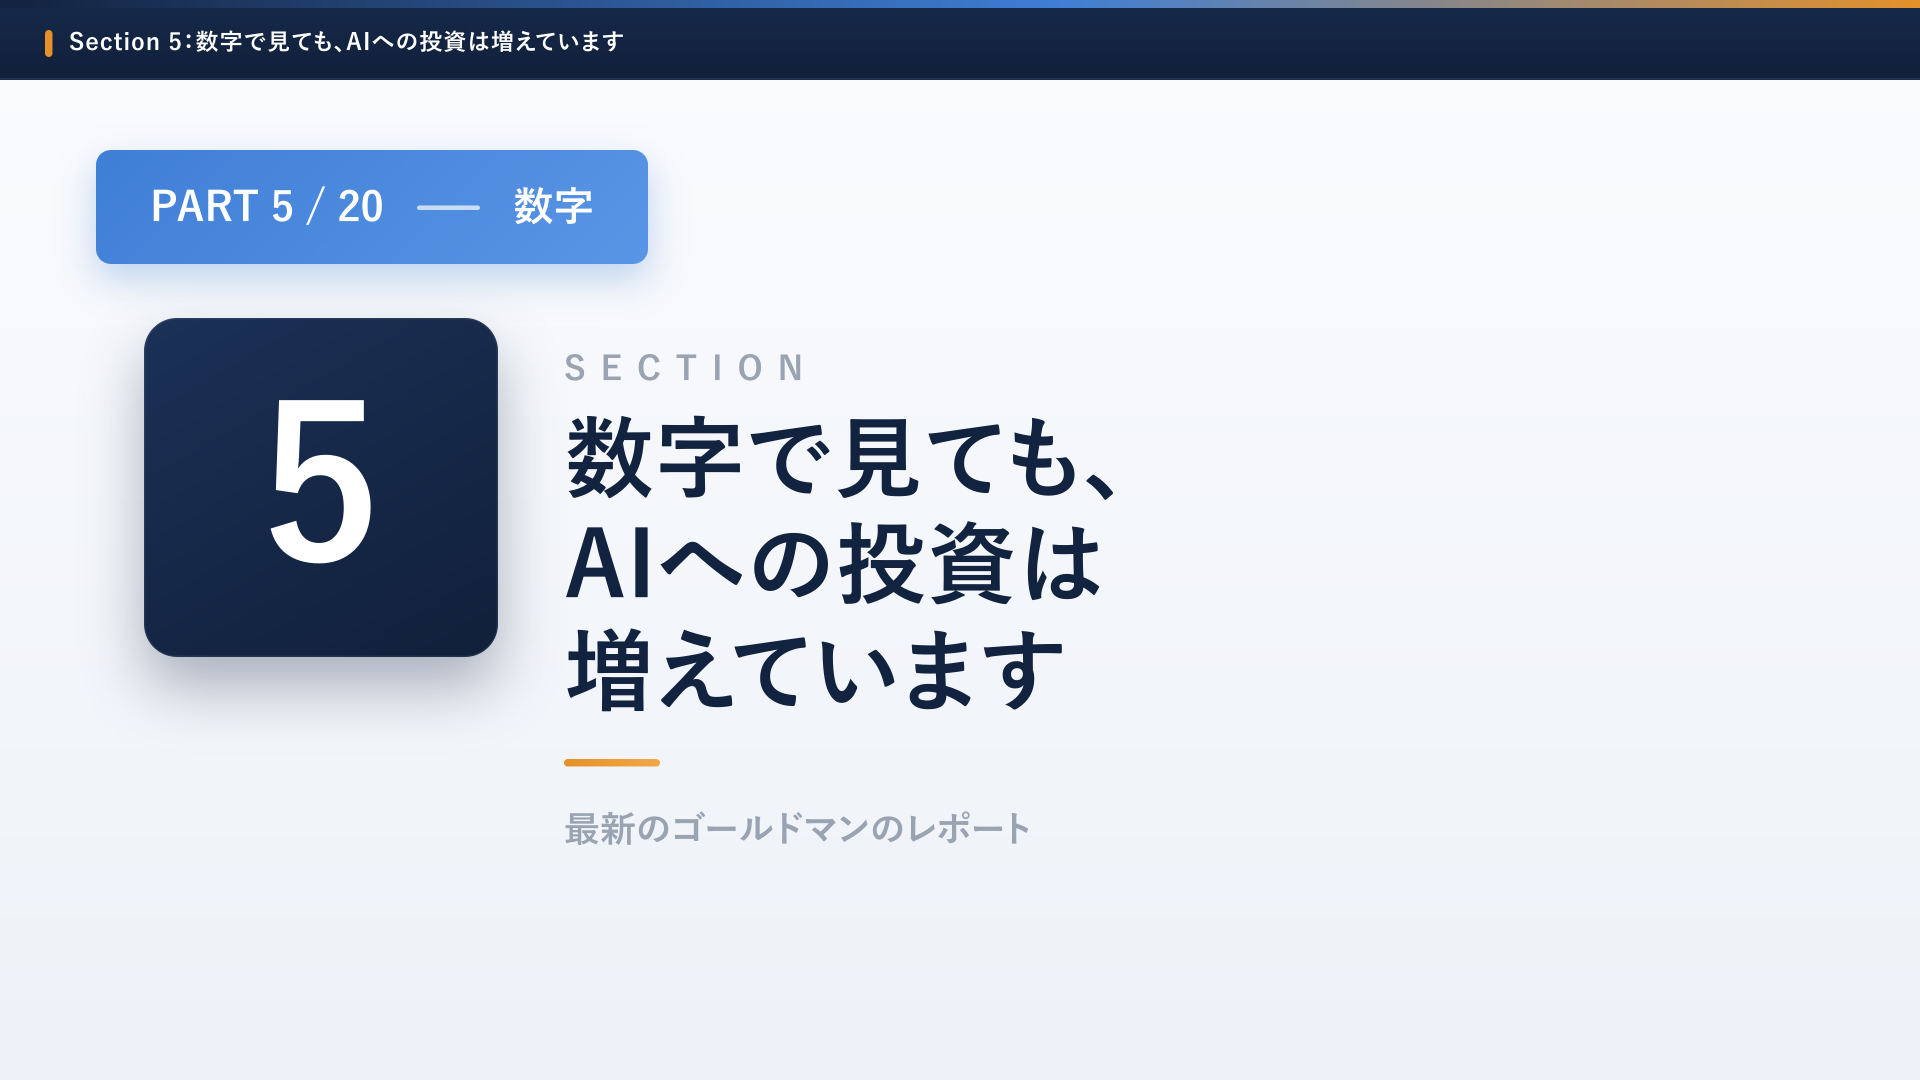 Section 5：数字で見ても、AIへの投資は増えています
PART 5 / 20 — 数字
5
SECTION
数字で見ても、
AIへの投資は
増えています
最新のゴールドマンのレポート